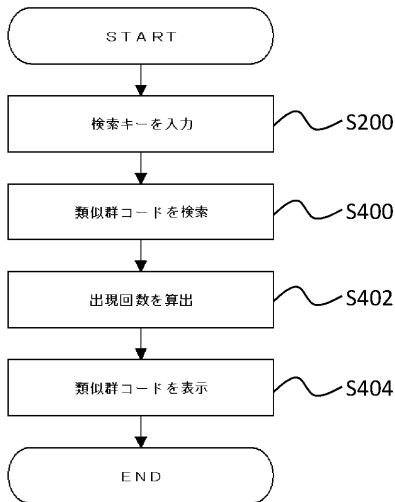 START
検索キーを入力
S200
類似群コードを検索
S400
出現回数を算出
S402
類似群コードを表示
S404
END